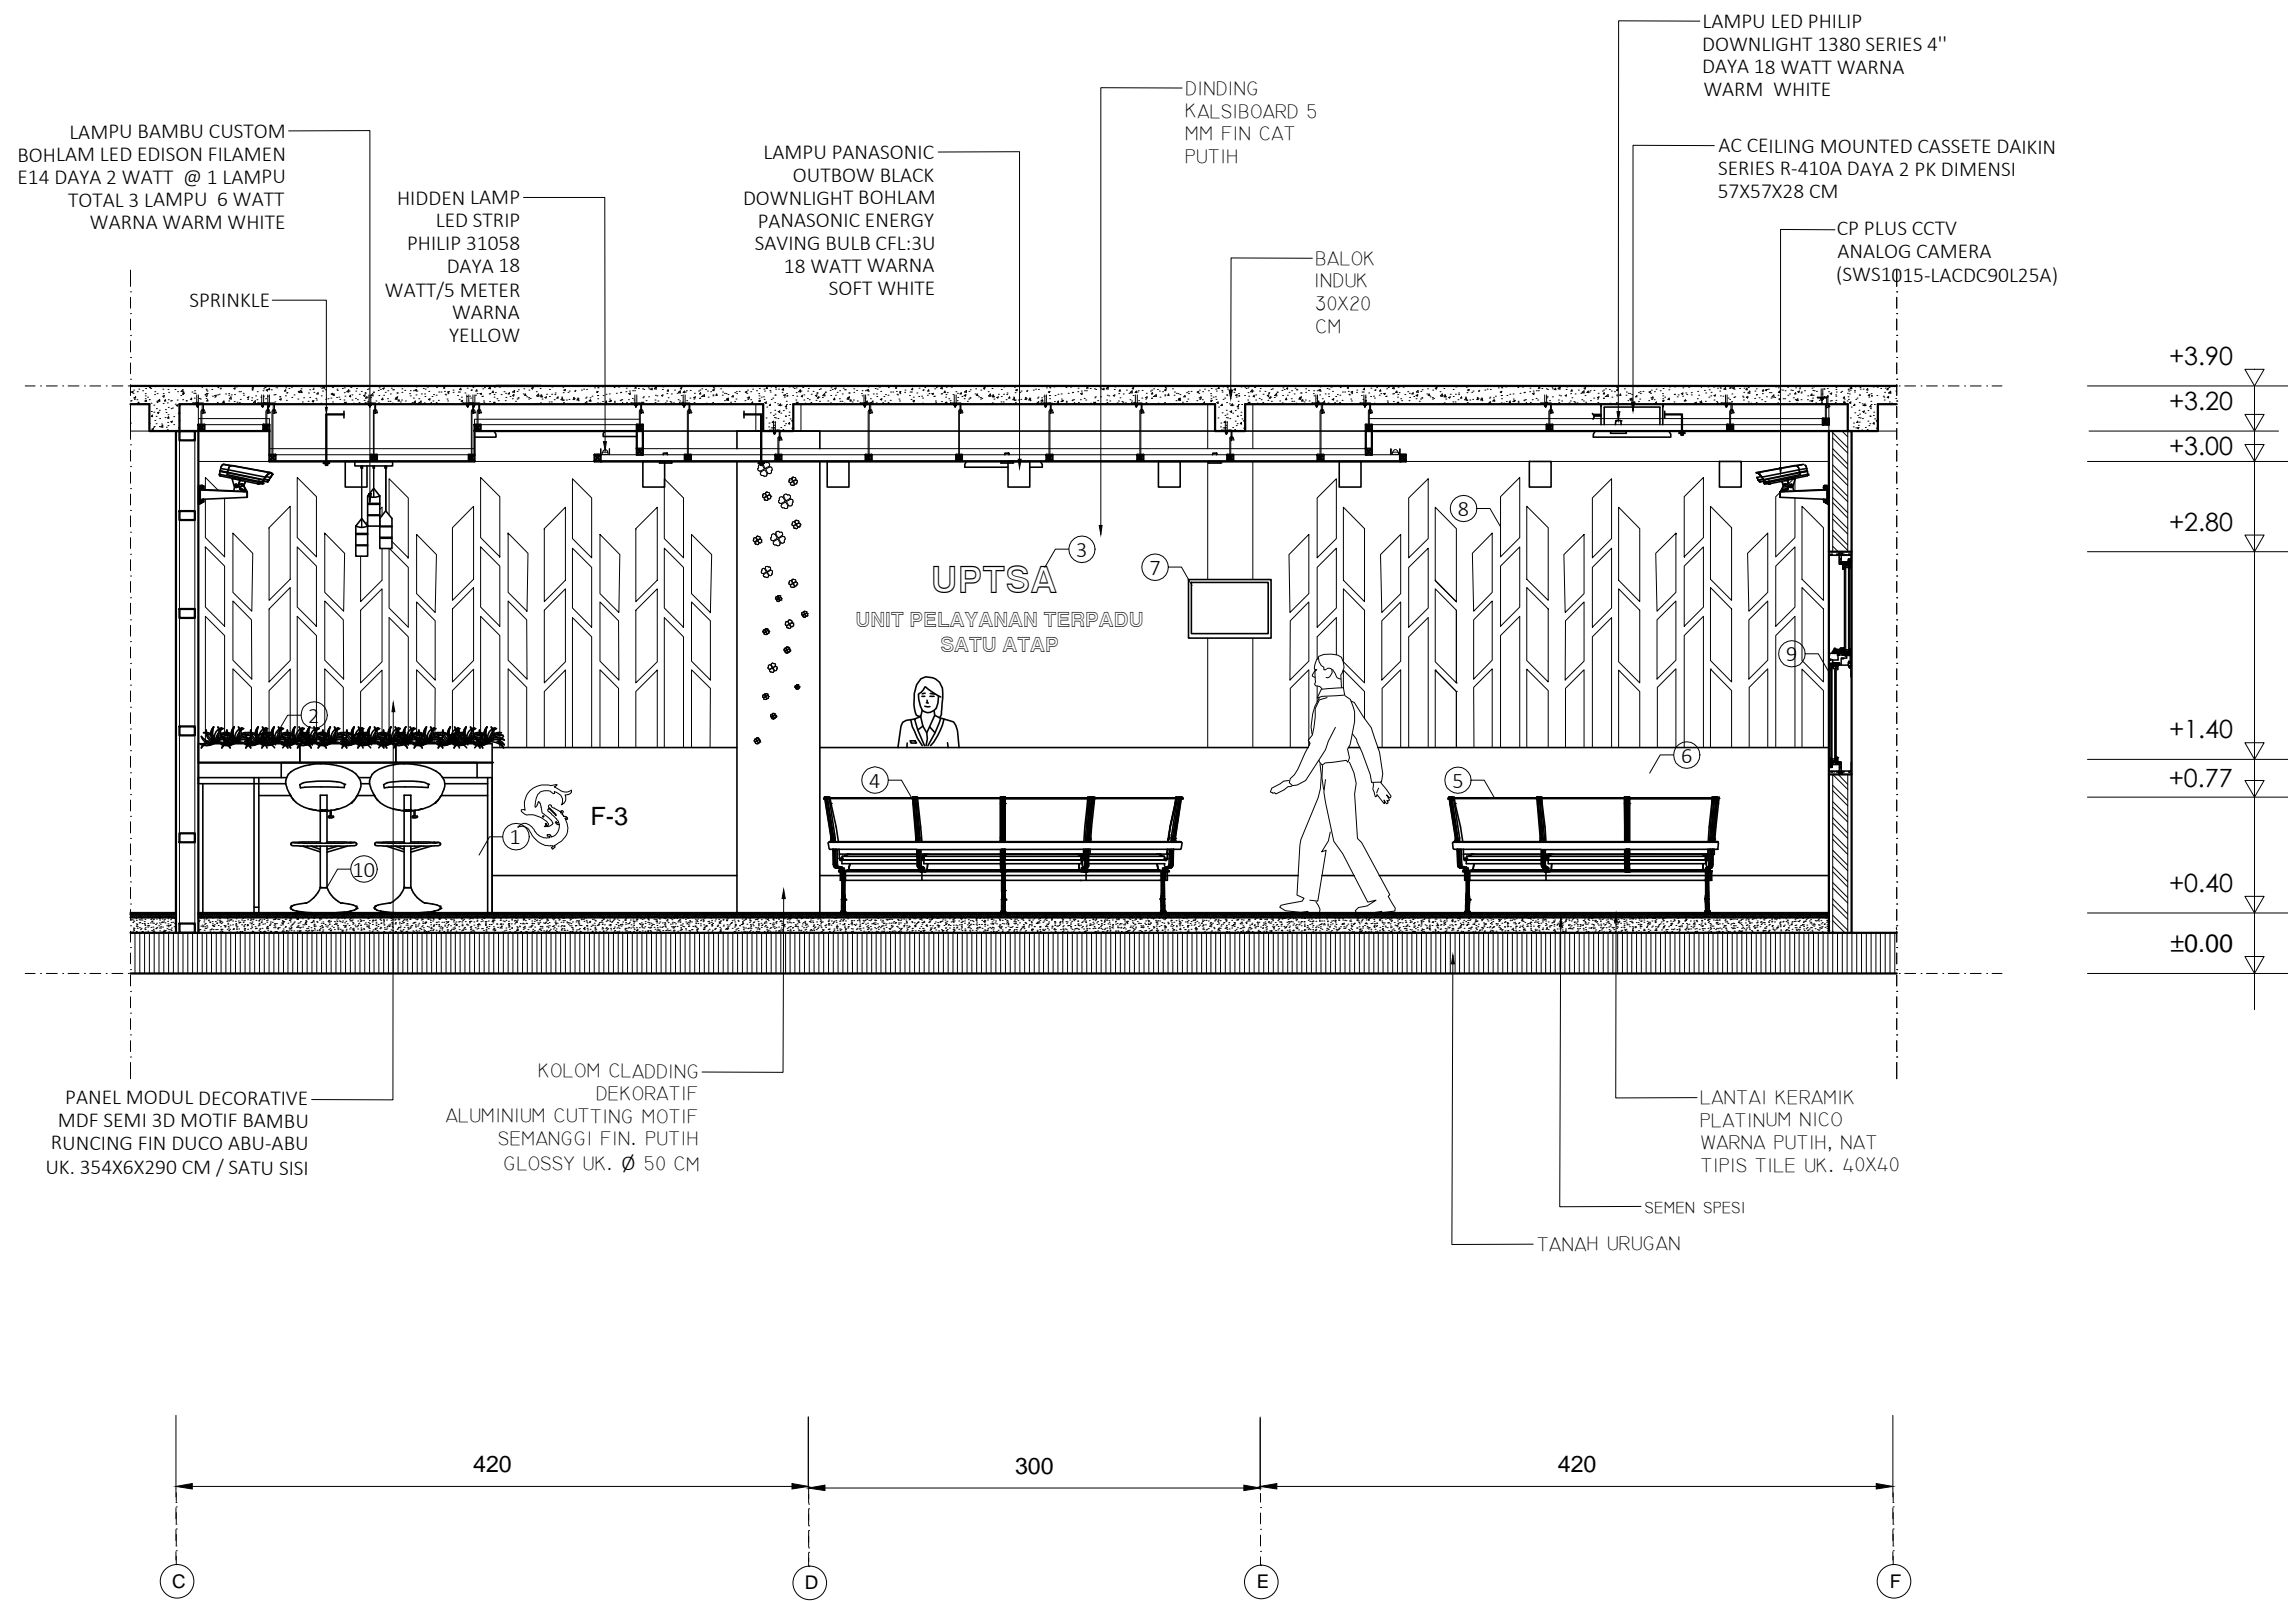 LAMPU LED PHILIP
DOWNLIGHT 1380 SERIES 4''
DAYA 18 WATT WARNA
WARM WHITE
DINDING
KALSIBOARD 5
MM FIN CAT
PUTIH
LAMPU BAMBU CUSTOM
BOHLAM LED EDISON FILAMEN
E14 DAYA 2 WATT @ 1 LAMPU
TOTAL 3 LAMPU 6 WATT
WARNA WARM WHITE
LAMPU PANASONIC
OUTBOW BLACK
DOWNLIGHT BOHLAM
PANASONIC ENERGY
SAVING BULB CFL:3U
18 WATT WARNA
SOFT WHITE
AC CEILING MOUNTED CASSETE DAIKIN
SERIES R-410A DAYA 2 PK DIMENSI
57X57X28 CM
HIDDEN LAMP
LED STRIP
PHILIP 31058
DAYA 18
WATT/5 METER
WARNA
YELLOW
CP PLUS CCTV
ANALOG CAMERA
(SWS1015-LACDC90L25A)
BALOK
INDUK
30X20
CM
SPRINKLE
+3.90
+3.20
+3.00
+2.80
+1.40
+0.77
+0.40
±0.00
8
3
7
UPTSA
UNIT PELAYANAN TERPADU
SATU ATAP
9
2
6
4
5
F-3
1
10
KOLOM CLADDING
DEKORATIF
ALUMINIUM CUTTING MOTIF
SEMANGGI FIN. PUTIH
GLOSSY UK. Ø 50 CM
PANEL MODUL DECORATIVE
MDF SEMI 3D MOTIF BAMBU
RUNCING FIN DUCO ABU-ABU
UK. 354X6X290 CM / SATU SISI
LANTAI KERAMIK
PLATINUM NICO
WARNA PUTIH, NAT
TIPIS TILE UK. 40X40
SEMEN SPESI
TANAH URUGAN
420
300
420
C
D
E
F